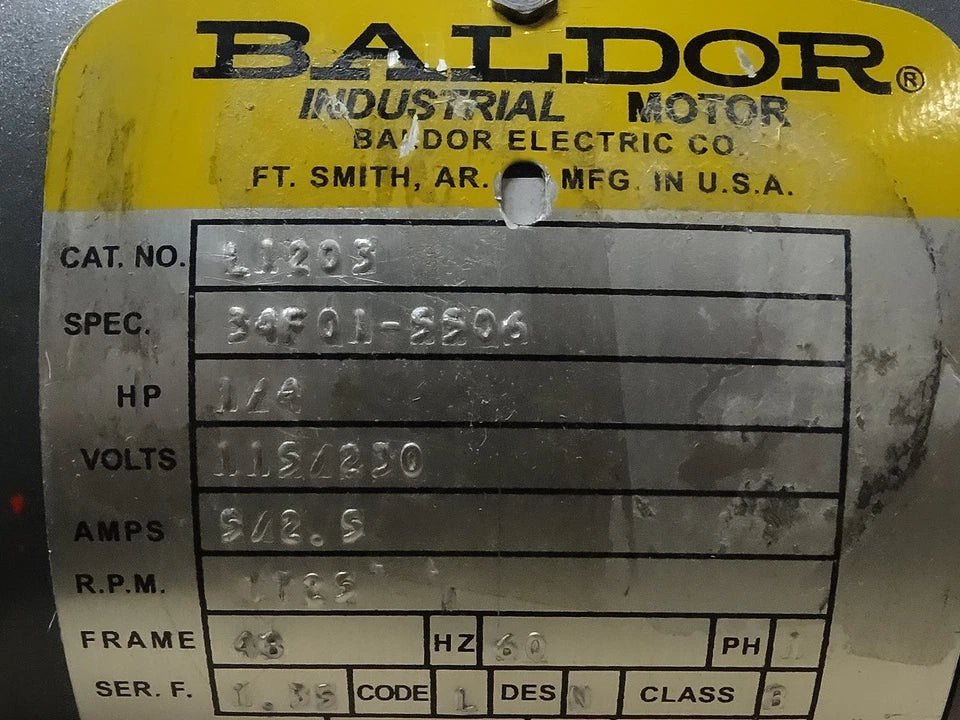 BALDOR®
INDUSTRIAL MOTOR
BALDOR ELECTRIC CO.
FT. SMITH, AR. MFG. IN U.S.A.
CAT. NO. L1203
SPEC. 34F01-5506
HP 1/4
VOLTS 115/230
AMPS 5/2.5
R.P.M. 1725
FRAME 48 HZ 60 PH 1
SER. F. 1.35 CODE L DES N CLASS B